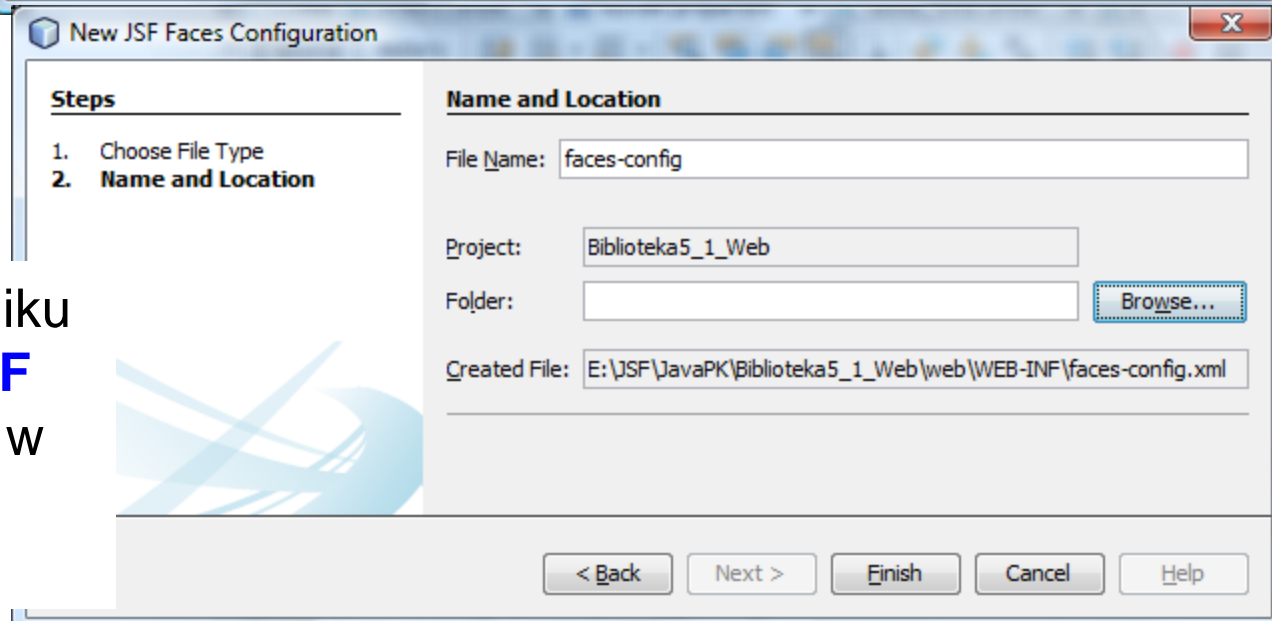 New JSF Faces Configuration
X
Steps
1. Choose File Type
2. Name and Location
iku
F
w
Name and Location
File Name: faces-config
Project: Biblioteka5_1_Web
Folder: Browse...
Created File: E:\JSF\JavaPK\Biblioteka5_1_Web\web\WEB-INF\faces-config.xml
< Back Next > Finish Cancel Help